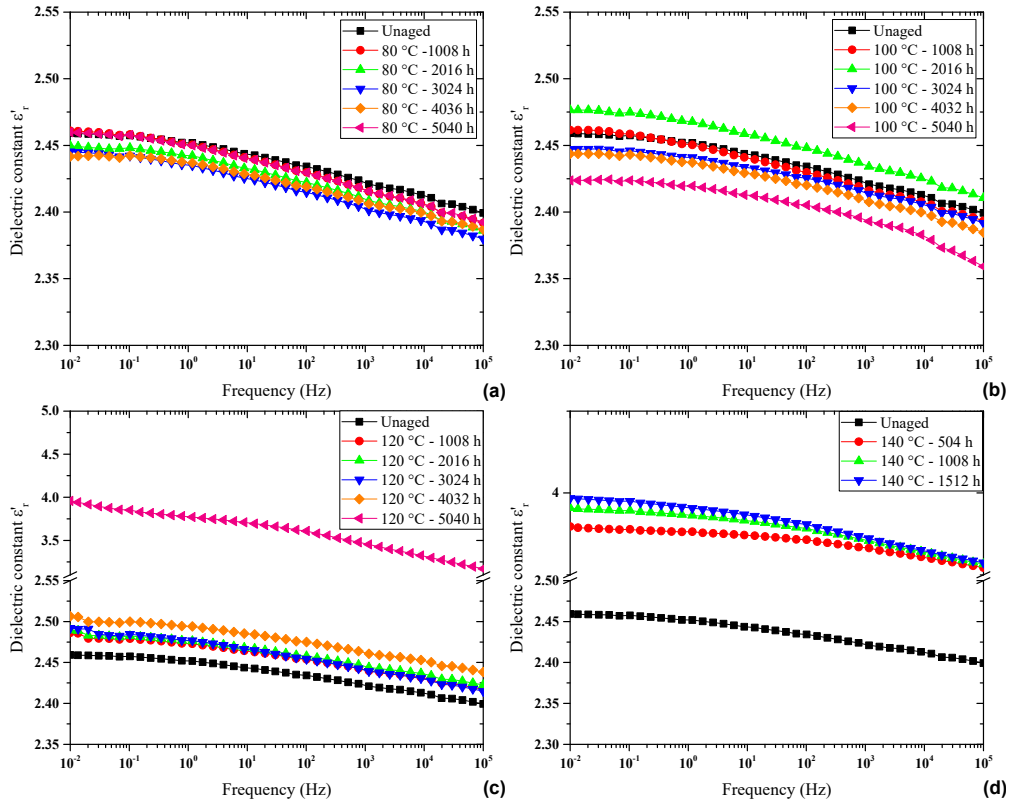 2.55
2.50
2.45
2.40
2.35
2.30
Dielectric constant ε'r
Unaged
80 °C -1008 h
80 °C - 2016 h
80 °C - 3024 h
80 °C - 4036 h
80 °C - 5040 h
10-2 10-1 100 101 102 103 104 105
Frequency (Hz)
(a)
2.55
2.50
2.45
2.40
2.35
2.30
Dielectric constant ε'r
Unaged
100 °C - 1008 h
100 °C - 2016 h
100 °C - 3024 h
100 °C - 4032 h
100 °C - 5040 h
10-2 10-1 100 101 102 103 104 105
Frequency (Hz)
(b)
5.0
4.5
4.0
3.5
2.55
2.50
2.45
2.40
2.35
Dielectric constant ε'r
Unaged
120 °C - 1008 h
120 °C - 2016 h
120 °C - 3024 h
120 °C - 4032 h
120 °C - 5040 h
10-2 10-1 100 101 102 103 104 105
Frequency (Hz)
(c)
4
2.50
2.45
2.40
2.35
2.30
Dielectric constant ε'r
Unaged
140 °C - 504 h
140 °C - 1008 h
140 °C - 1512 h
10-2 10-1 100 101 102 103 104 105
Frequency (Hz)
(d)